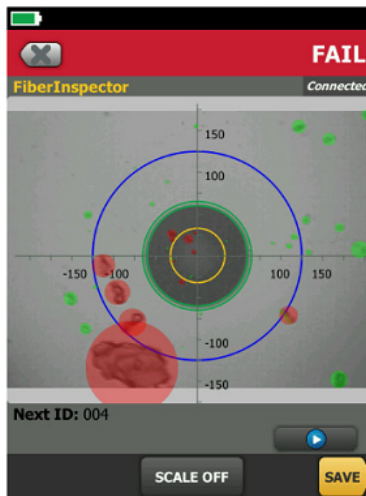 FAIL
FiberInspector Connected
150
100
-150 -100 100 150
-100
-150
Next ID: 004
SCALE OFF SAVE